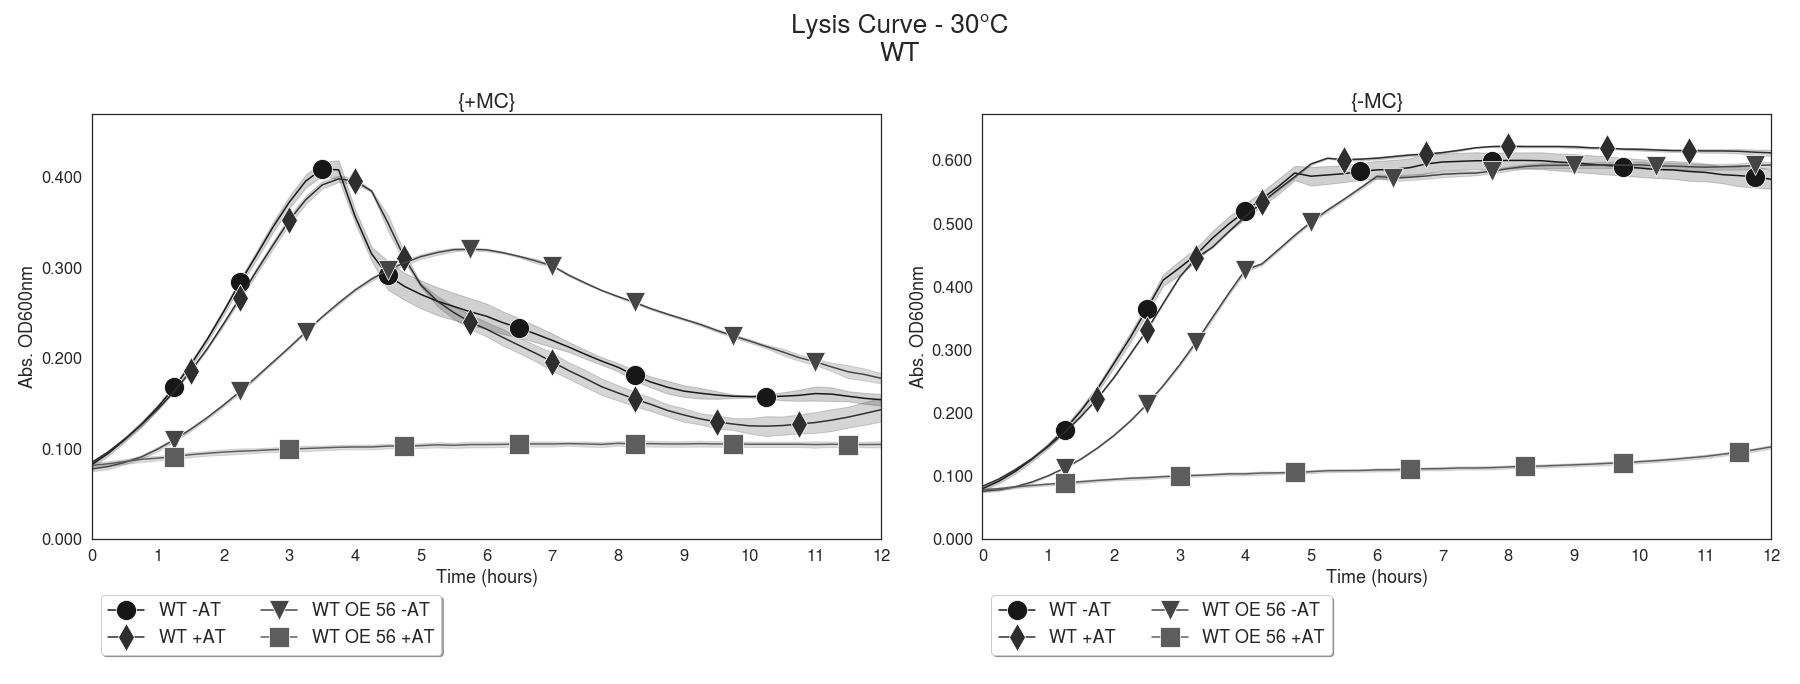 Lysis Curve - 30°C
WT
{+MC}
Abs. OD600nm
0.400
0.300
0.200
0.100
0.000
0 1 2 3 4 5 6 7 8 9 10 11 12
Time (hours)
WT -AT
WT +AT
WT OE 56 -AT
WT OE 56 +AT
{-MC}
Abs. OD600nm
0.600
0.500
0.400
0.300
0.200
0.100
0.000
0 1 2 3 4 5 6 7 8 9 10 11 12
Time (hours)
WT -AT
WT +AT
WT OE 56 -AT
WT OE 56 +AT